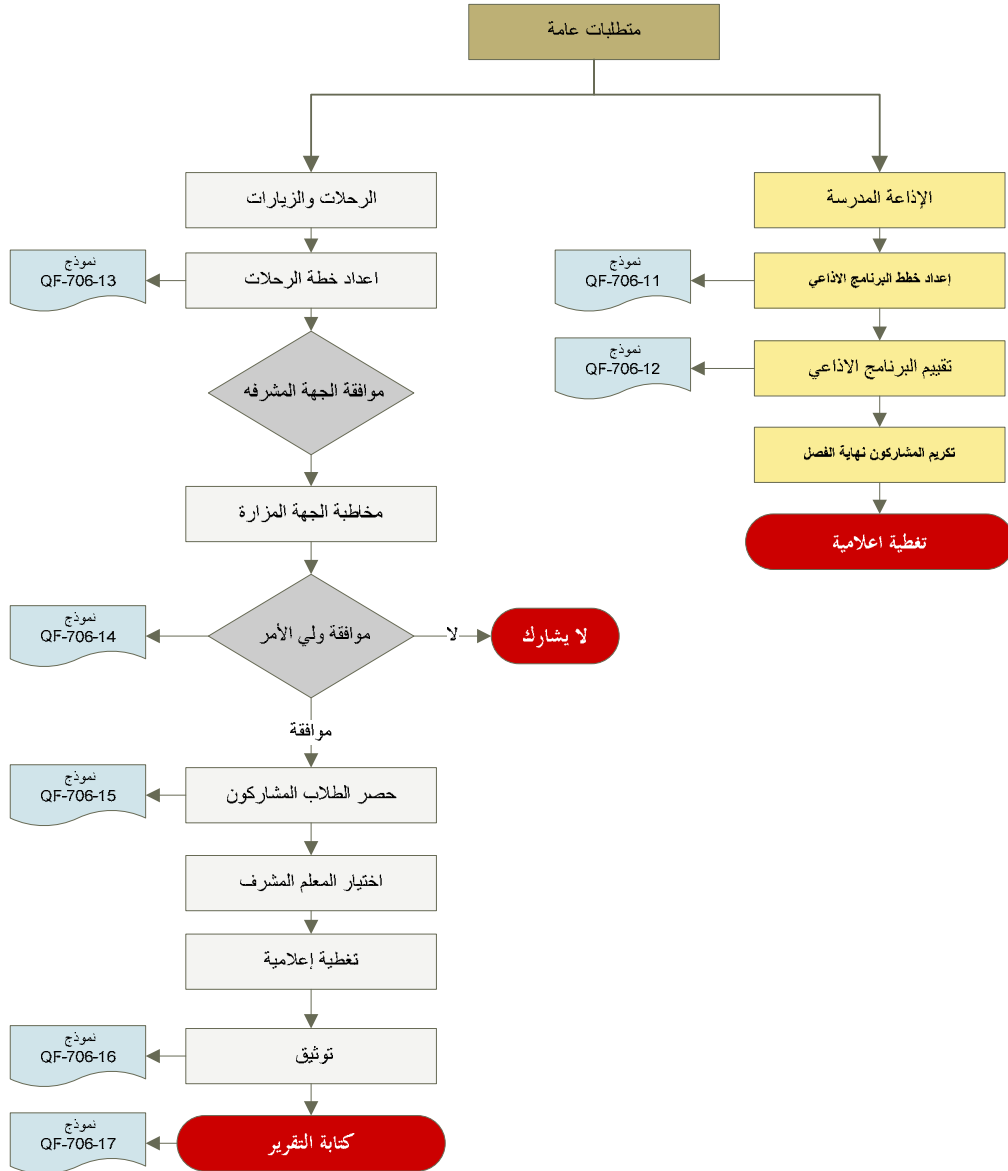 متطلبات عامة
الإذاعة المدرسة
إعداد خطط البرنامج الاذاعي
نموذج
QF-706-11
تقييم البرنامج الاذاعي
نموذج
QF-706-12
تكريم المشاركون نهاية الفصل
تغطية اعلامية
الرحلات والزيارات
اعداد خطة الرحلات
نموذج
QF-706-13
موافقة الجهة المشرفه
مخاطبة الجهة المزارة
موافقة ولي الأمر
نموذج
QF-706-14
لا
لا يشارك
موافقة
حصر الطلاب المشاركون
نموذج
QF-706-15
اختيار المعلم المشرف
تغطية إعلامية
توثيق
نموذج
QF-706-16
كتابة التقرير
نموذج
QF-706-17